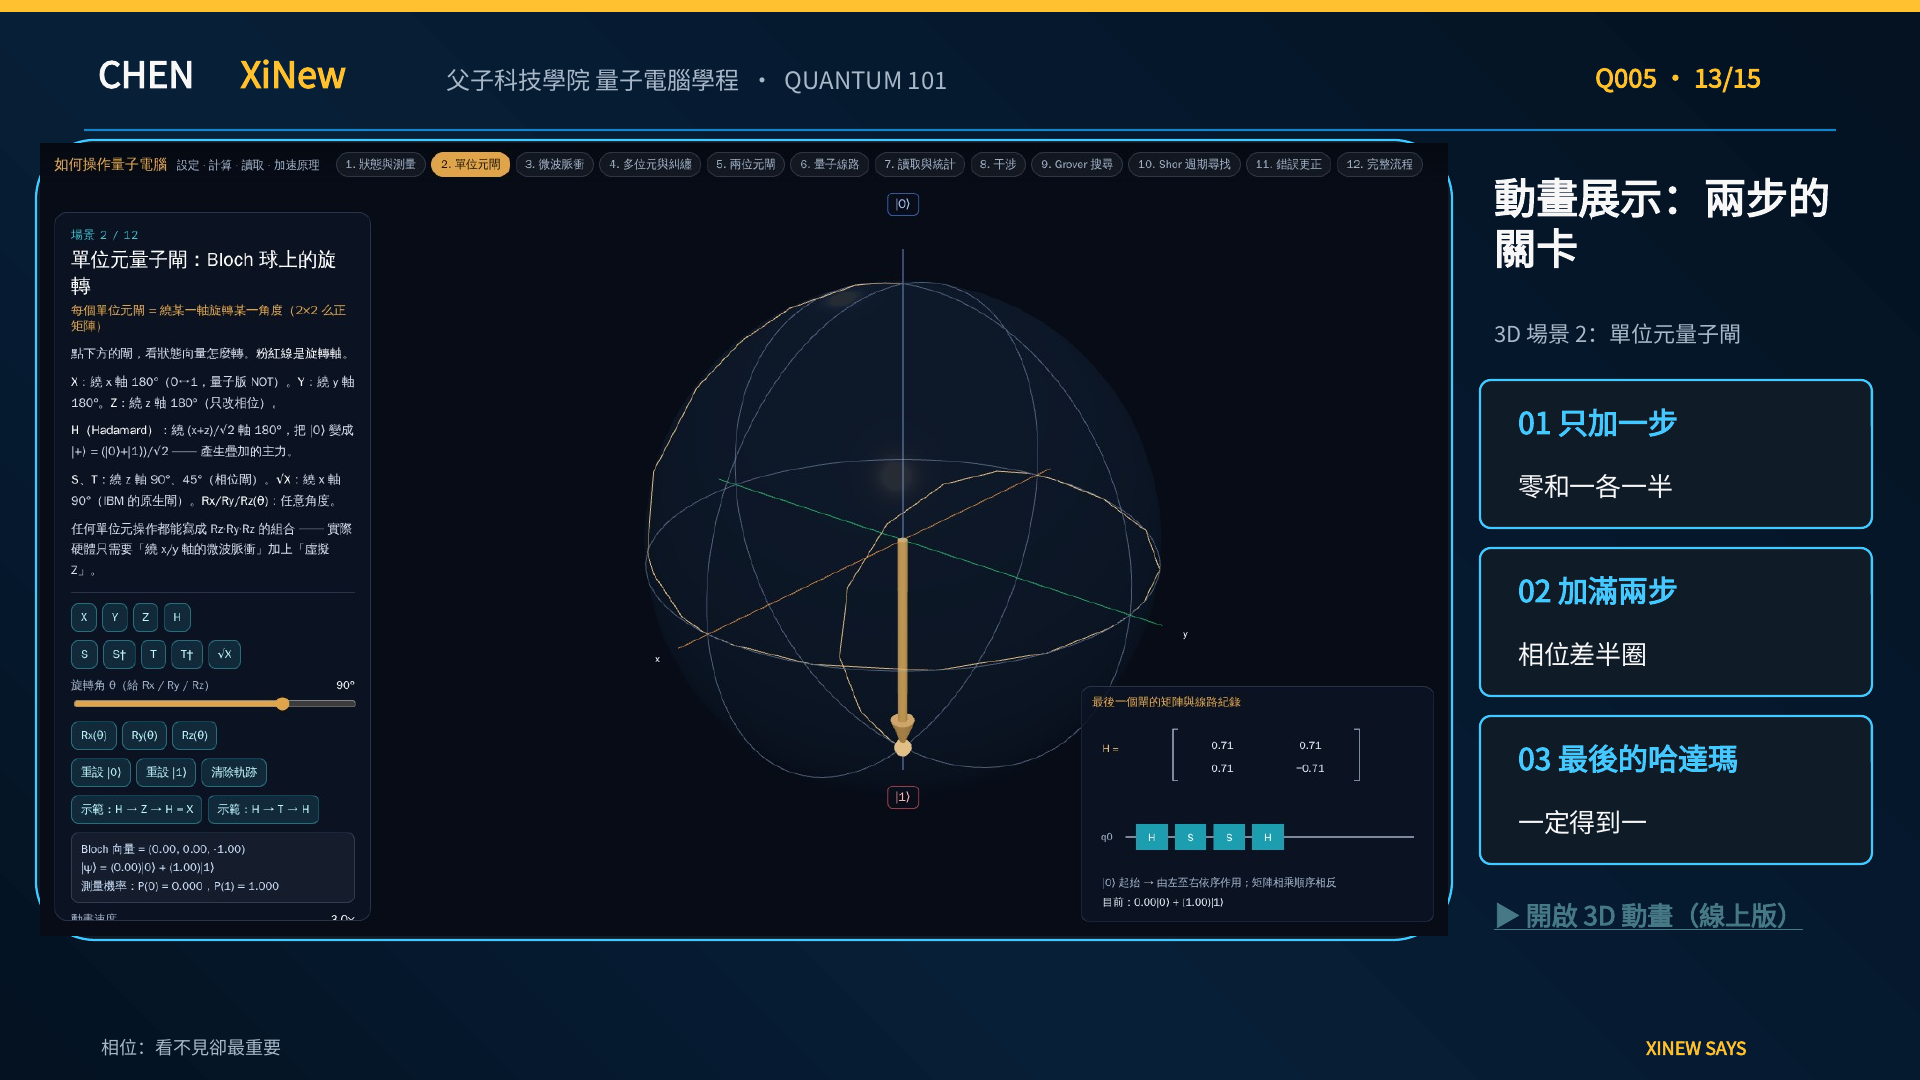 CHEN XiNew
父子科技學院 量子電腦學程 • QUANTUM 101
Q005 • 13/15
如何操作量子電腦 設定 · 計算 · 讀取 · 加速原理
1. 狀態與測量
2. 單位元閘
3. 微波脈衝
4. 多位元與糾纏
5. 兩位元閘
6. 量子線路
7. 讀取與統計
8. 干涉
9. Grover 搜尋
10. Shor 週期尋找
11. 錯誤更正
12. 完整流程
場景 2 / 12
單位元量子閘：Bloch 球上的旋
轉
每個單位元閘 = 繞某一軸旋轉某一角度（2×2 么正
矩陣）
點下方的閘，看狀態向量怎麼轉。粉紅線是旋轉軸。
X：繞 x 軸 180°（0↔1，量子版 NOT）。Y：繞 y 軸
180°。Z：繞 z 軸 180°（只改相位）。
H（Hadamard）：繞 (x+z)/√2 軸 180°，把 |0⟩ 變成
|+⟩ = (|0⟩+|1⟩)/√2 —— 產生疊加的主力。
S、T：繞 z 軸 90°、45°（相位閘）。√X：繞 x 軸
90°（IBM 的原生閘）。Rx/Ry/Rz(θ)：任意角度。
任何單位元操作都能寫成 Rz·Ry·Rz 的組合 —— 實際
硬體只需要「繞 x/y 軸的微波脈衝」加上「虛擬
Z」。
X Y Z H
S S† T T† √X
旋轉角 θ（給 Rx / Ry / Rz） 90°
Rx(θ) Ry(θ) Rz(θ)
重設 |0⟩ 重設 |1⟩ 清除軌跡
示範：H → Z → H = X 示範：H → T → H
Bloch 向量 = (0.00, 0.00, -1.00)
|ψ⟩ = (0.00)|0⟩ + (1.00)|1⟩
測量機率：P(0) = 0.000，P(1) = 1.000
動畫速度 3.0×
|0⟩
x
y
|1⟩
最後一個閘的矩陣與線路紀錄
H =
0.71 0.71
0.71 −0.71
q0 H S S H
|0⟩ 起始 → 由左至右依序作用；矩陣相乘順序相反
目前：0.00|0⟩ + (1.00)|1⟩
動畫展示：兩步的
關卡
3D 場景 2：單位元量子閘
01 只加一步
零和一各一半
02 加滿兩步
相位差半圈
03 最後的哈達瑪
一定得到一
▶ 開啟 3D 動畫（線上版）
相位：看不見卻最重要
XINEW SAYS